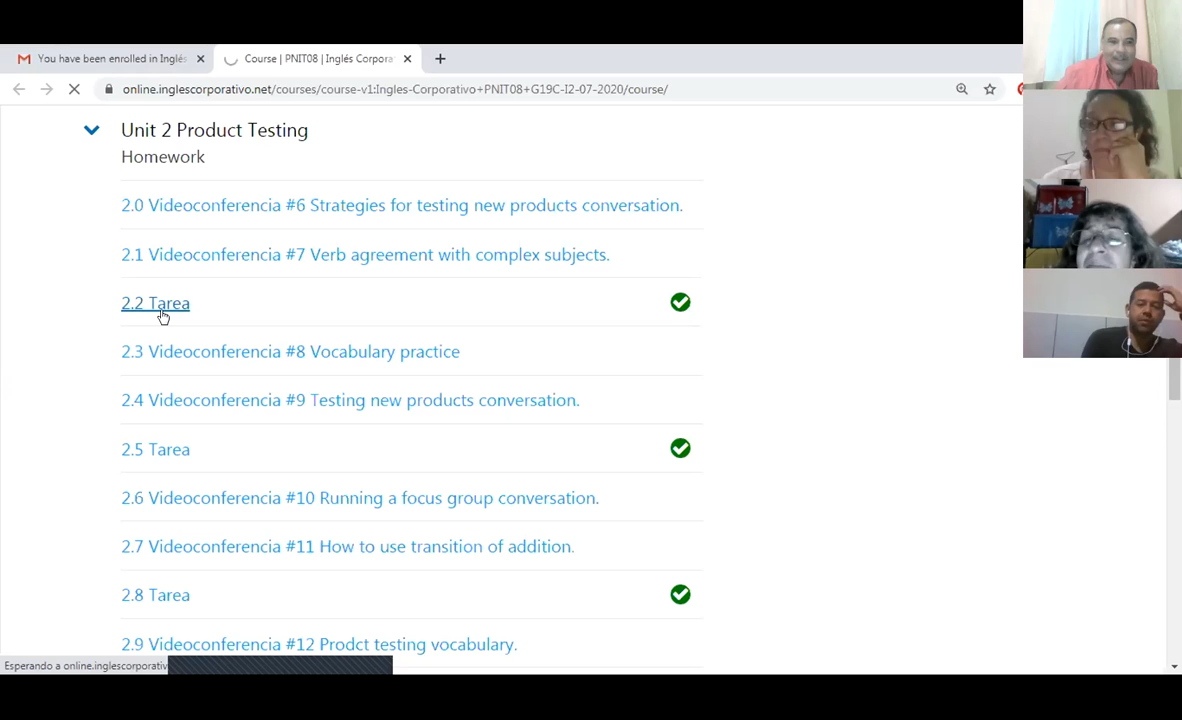 You have been enrolled in Inglés
Course | PNIT08 | Inglés Corpora
online.inglescorporativo.net/courses/course-v1:Ingles-Corporativo+PNIT08+G19C-I2-07-2020/course/
Unit 2 Product Testing
Homework
2.0 Videoconferencia #6 Strategies for testing new products conversation.
2.1 Videoconferencia #7 Verb agreement with complex subjects.
2.2 Tarea
2.3 Videoconferencia #8 Vocabulary practice
2.4 Videoconferencia #9 Testing new products conversation.
2.5 Tarea
2.6 Videoconferencia #10 Running a focus group conversation.
2.7 Videoconferencia #11 How to use transition of addition.
2.8 Tarea
2.9 Videoconferencia #12 Prodct testing vocabulary.
Esperando a online.inglescorporativ